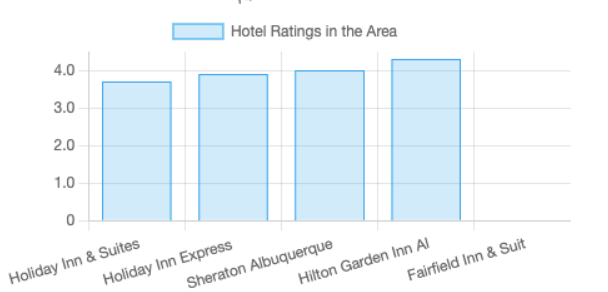 Hotel Ratings in the Area
4.0
3.0
2.0
1.0
0
Holiday Inn & Suites
Holiday Inn Express
Sheraton Albuquerque
Hilton Garden Inn Al
Fairfield Inn & Suit